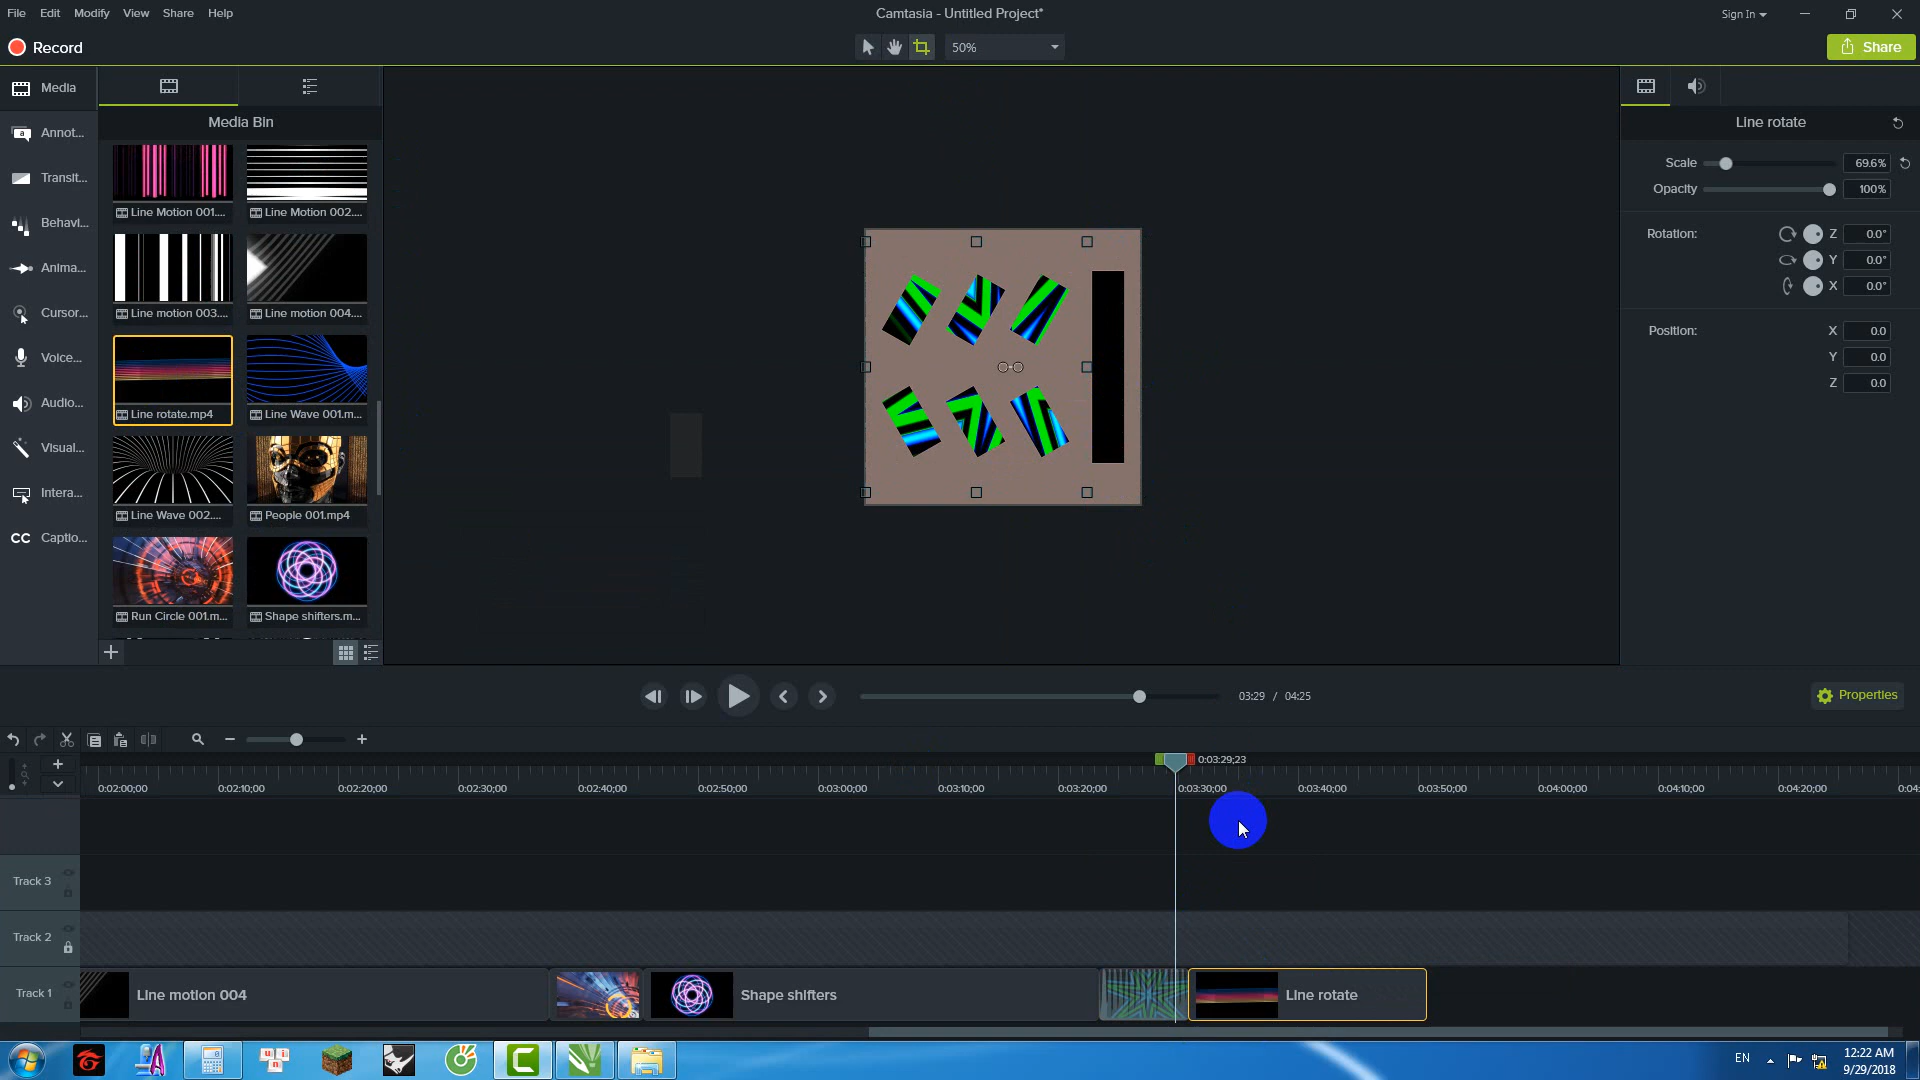 File Edit Modify View Share Help
Camtasia - Untitled Project*
Sign In
Record
50%
Share
Media
Annot...
Transit...
Behavi...
Anima...
Cursor...
Voice...
Audio...
Visual...
Intera...
CC Captio...
Media Bin
Line Motion 001.... Line Motion 002....
Line motion 003.... Line motion 004....
Line rotate.mp4 Line Wave 001.m...
Line Wave 002.... People 001.mp4
Run Circle 001.m... Shape shifters.m...
Line rotate
Scale 69.6%
Opacity 100%
Rotation: Z 0.0°
Y 0.0°
X 0.0°
Position: X 0.0
Y 0.0
Z 0.0
03:29 / 04:25
Properties
0:03:29;23
0:02:00;00 0:02:10;00 0:02:20;00 0:02:30;00 0:02:40;00 0:02:50;00 0:03:00;00 0:03:10;00 0:03:20;00 0:03:30;00 0:03:40;00 0:03:50;00 0:04:00;00 0:04:10;00 0:04:20;00 0:04:
Track 3
Track 2
Track 1
Line motion 004
Shape shifters
Line rotate
EN
12:22 AM
9/29/2018